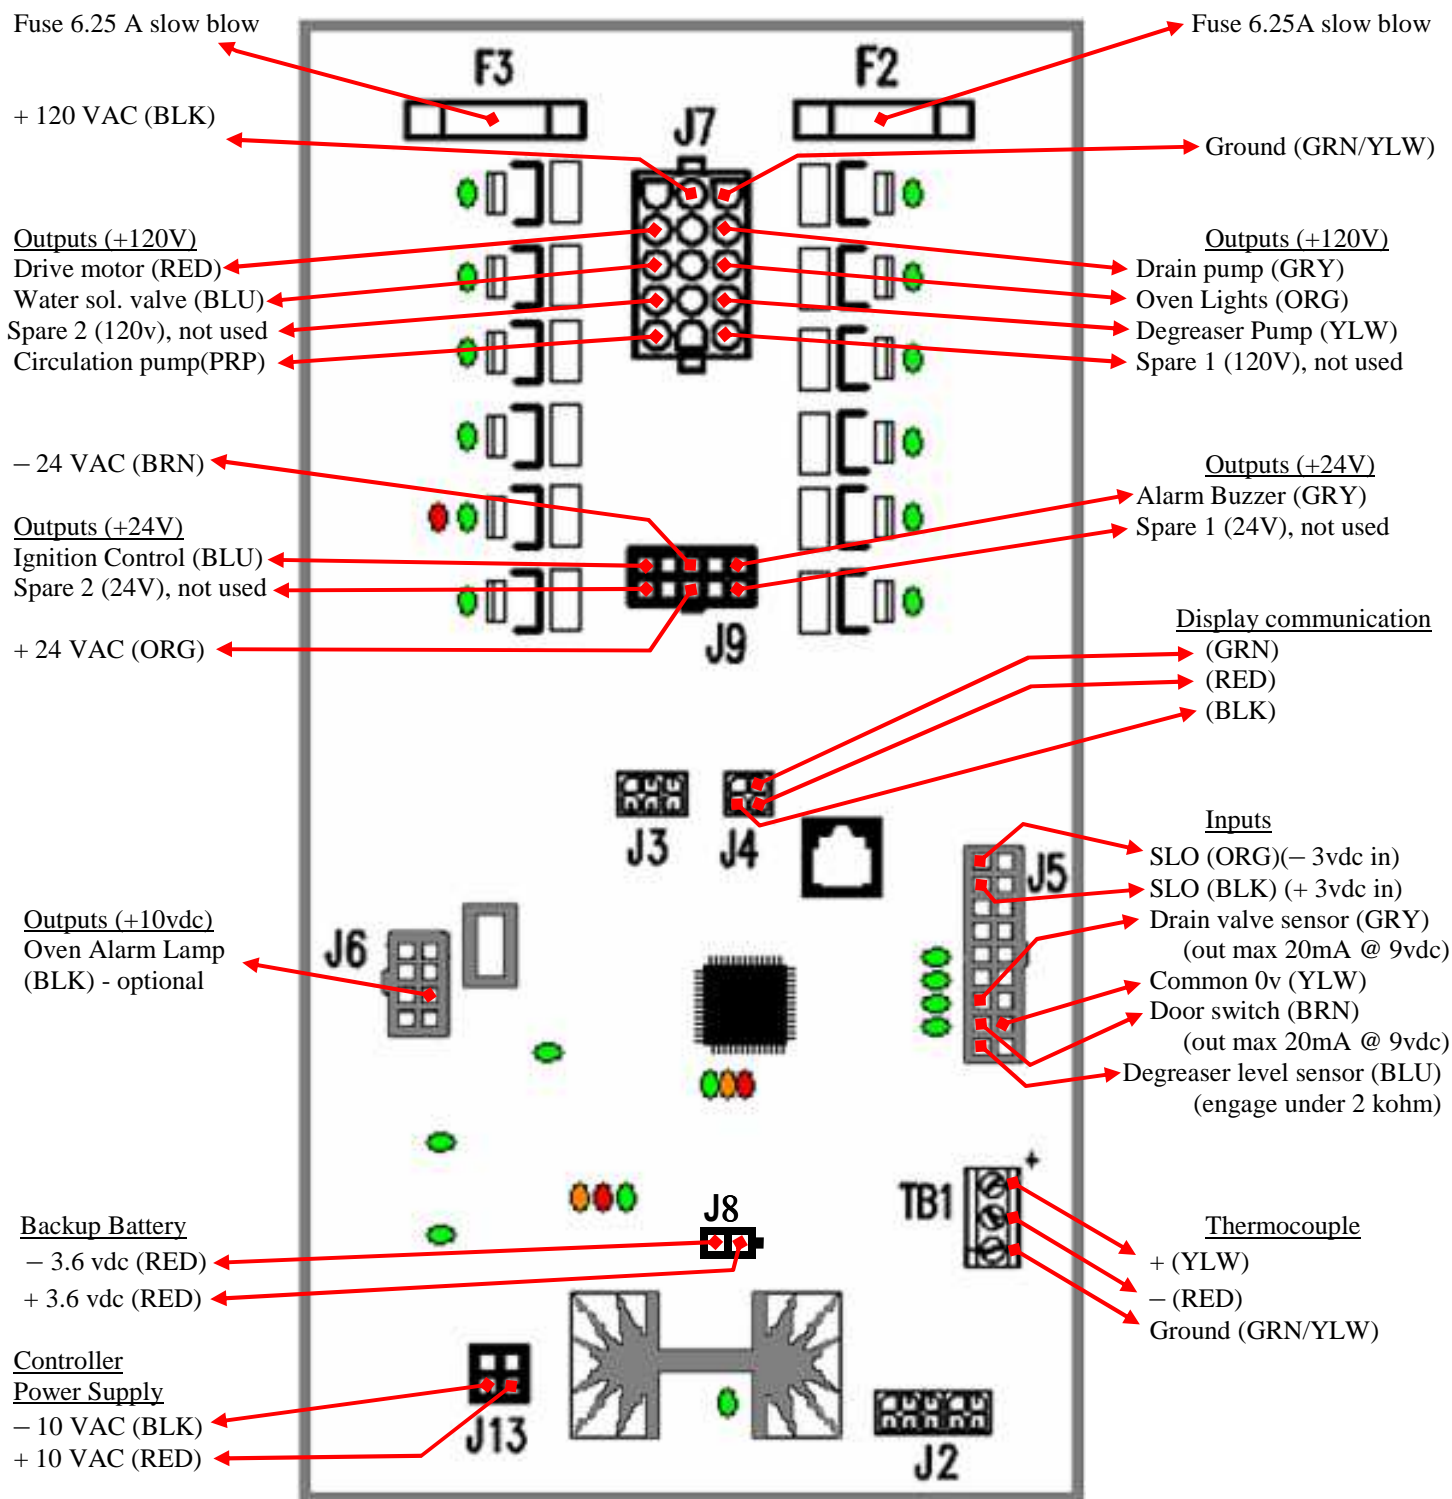 Fuse 6.25 A slow blow
Fuse 6.25A slow blow
F3
F2
+ 120 VAC (BLK)
J7
Ground (GRN/YLW)
Outputs (+120V)
Drive motor (RED)
Water sol. valve (BLU)
Spare 2 (120v), not used
Circulation pump(PRP)
Outputs (+120V)
Drain pump (GRY)
Oven Lights (ORG)
Degreaser Pump (YLW)
Spare 1 (120V), not used
– 24 VAC (BRN)
Outputs (+24V)
Ignition Control (BLU)
Spare 2 (24V), not used
+ 24 VAC (ORG)
Outputs (+24V)
Alarm Buzzer (GRY)
Spare 1 (24V), not used
J9
Display communication
(GRN)
(RED)
(BLK)
J3
J4
J5
Inputs
SLO (ORG)(– 3vdc in)
SLO (BLK) (+ 3vdc in)
Drain valve sensor (GRY)
(out max 20mA @ 9vdc)
Common 0v (YLW)
Door switch (BRN)
(out max 20mA @ 9vdc)
Degreaser level sensor (BLU)
(engage under 2 kohm)
Outputs (+10vdc)
Oven Alarm Lamp
(BLK) - optional
J6
TB1
+
Thermocouple
+ (YLW)
– (RED)
Ground (GRN/YLW)
J8
Backup Battery
– 3.6 vdc (RED)
+ 3.6 vdc (RED)
Controller
Power Supply
– 10 VAC (BLK)
+ 10 VAC (RED)
J13
J2